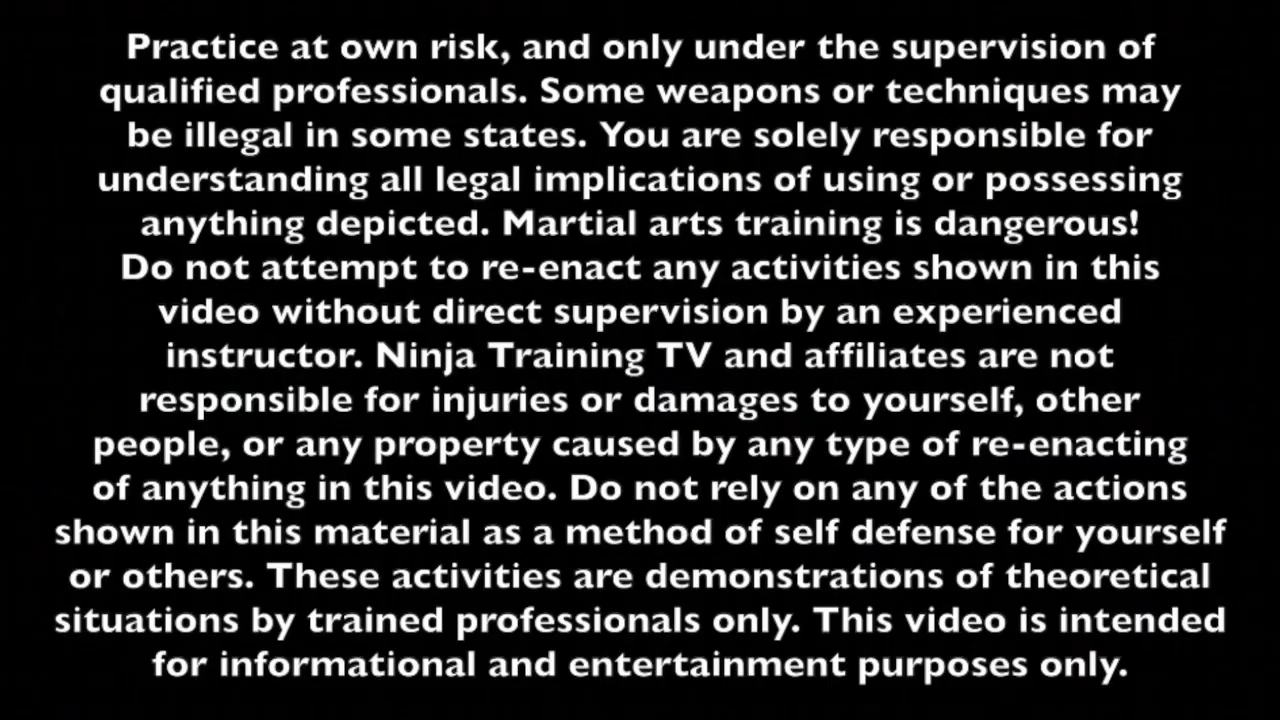 Practice at own risk, and only under the supervision of
qualified professionals. Some weapons or techniques may
be illegal in some states. You are solely responsible for
understanding all legal implications of using or possessing
anything depicted. Martial arts training is dangerous!
Do not attempt to re-enact any activities shown in this
video without direct supervision by an experienced
instructor. Ninja Training TV and affiliates are not
responsible for injuries or damages to yourself, other
people, or any property caused by any type of re-enacting
of anything in this video. Do not rely on any of the actions
shown in this material as a method of self defense for yourself
or others. These activities are demonstrations of theoretical
situations by trained professionals only. This video is intended
for informational and entertainment purposes only.